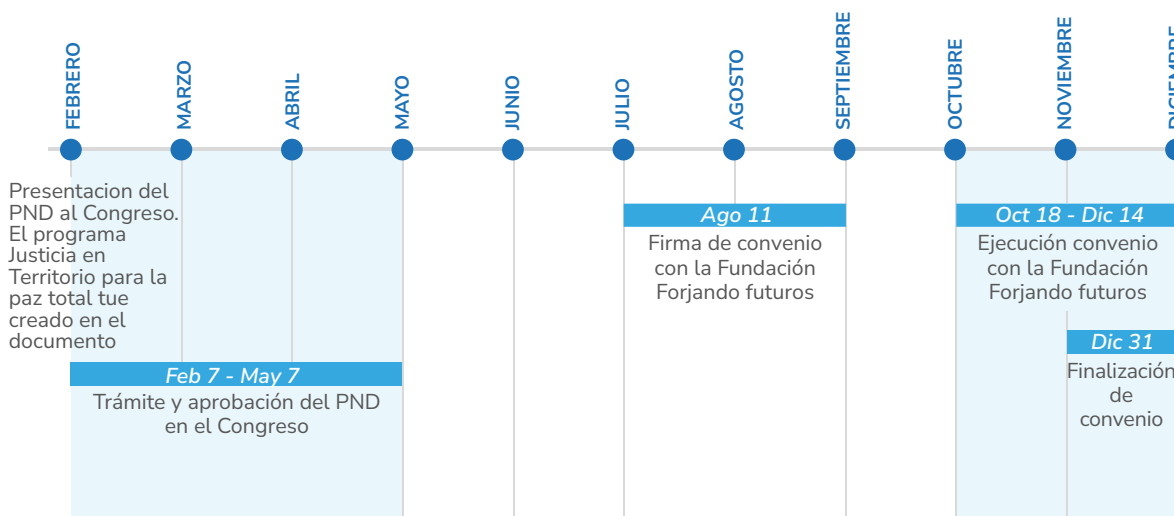 FEBRERO
MARZO
ABRIL
MAYO
JUNIO
JULIO
AGOSTO
SEPTIEMBRE
OCTUBRE
NOVIEMBRE
DICIEMBRE
Presentacion del
PND al Congreso.
El programa
Justicia en
Territorio para la
paz total tue
creado en el
documento
Feb 7 - May 7
Trámite y aprobación del PND
en el Congreso
Ago 11
Firma de convenio
con la Fundación
Forjando futuros
Oct 18 - Dic 14
Ejecución convenio
con la Fundación
Forjando futuros
Dic 31
Finalización
de
convenio